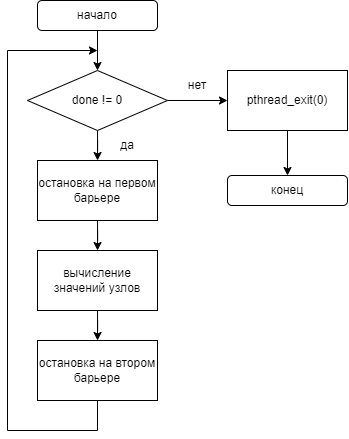 начало
done != 0
нет
pthread_exit(0)
да
остановка на первом
барьере
конец
вычисление
значений узлов
остановка на втором
барьере